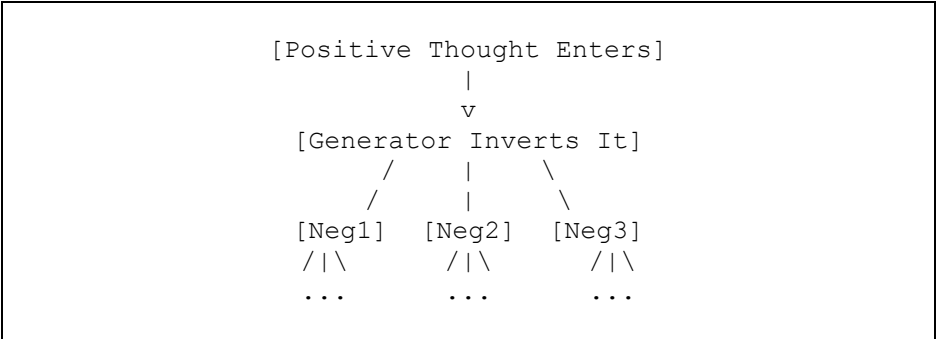 [Positive Thought Enters]
|
v
[Generator Inverts It]
/ | \
/ | \
[Neg1] [Neg2] [Neg3]
/|\ /|\ /|\
... ... ...